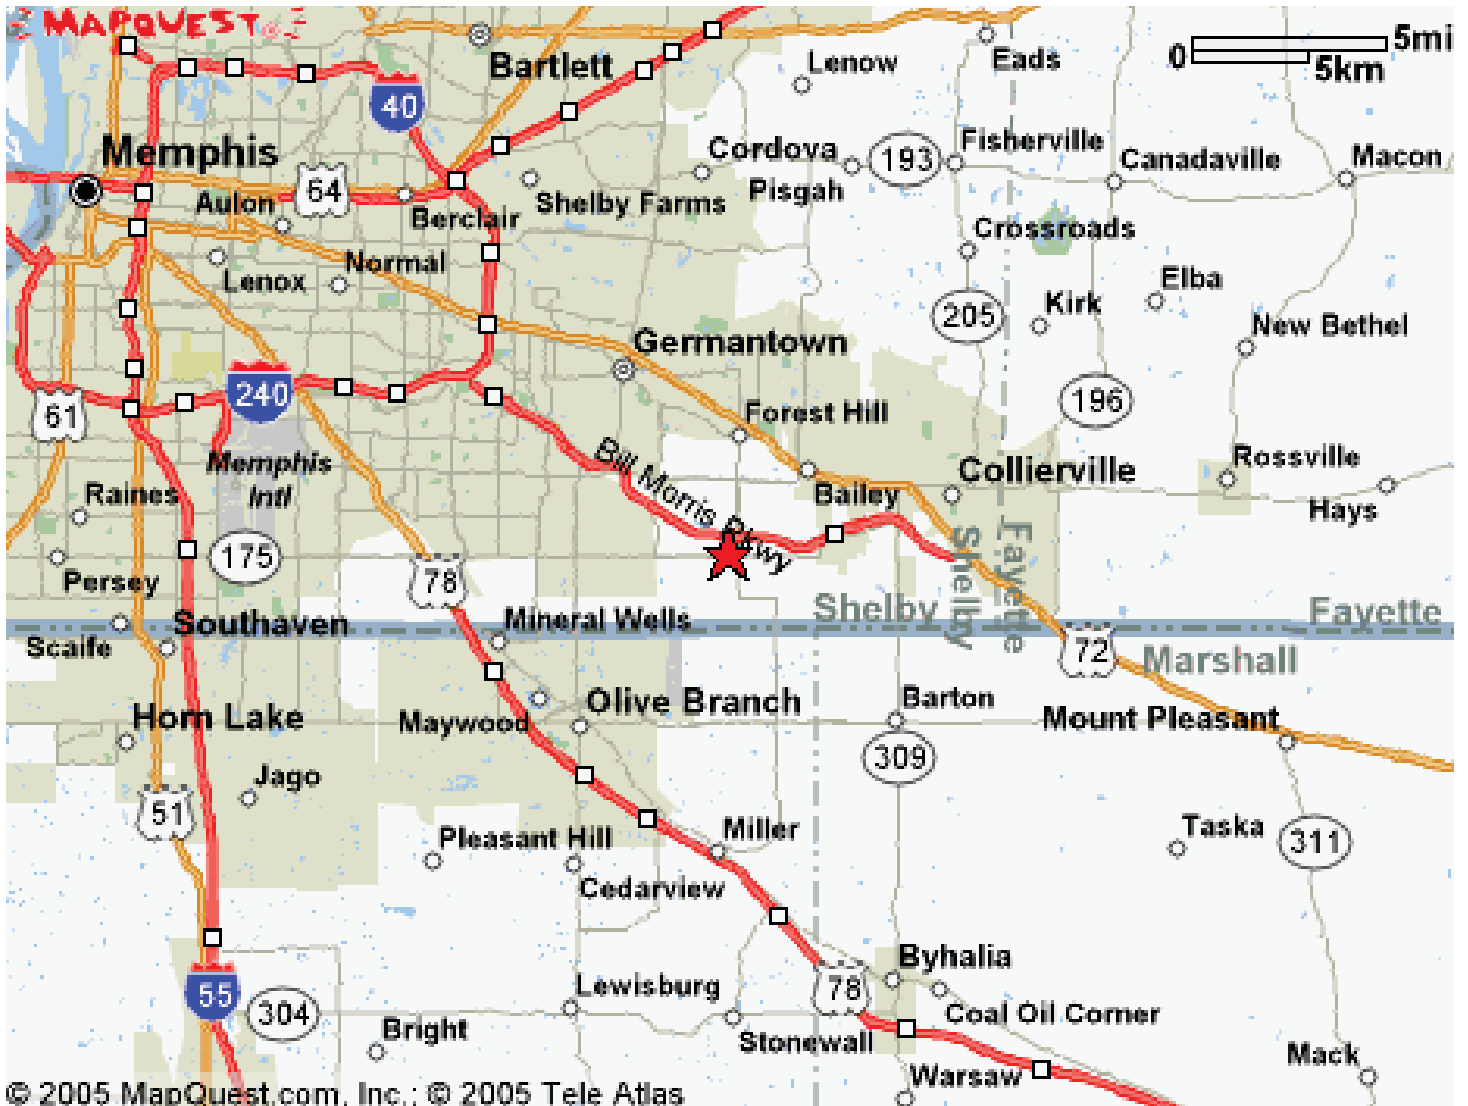 MAPQUEST
0 5mi
5km
Bartlett
Lenow
Eads
40
Memphis
Cordova
193
Fisherville
Canadaville
Macon
64
Pisgah
Aulon
Berclair
Shelby Farms
Crossroads
Normal
Lenox
Elba
205
Kirk
New Bethel
Germantown
240
196
61
Forest Hill
Memphis
Intl
Bill Morris Pkwy
Collierville
Rossville
Raines
Bailey
Hays
175
Persey
78
Shelby
Fayette
Shelby
Fayette
Mineral Wells
Southaven
Scaife
72
Marshall
Olive Branch
Barton
Horn Lake
Maywood
Mount Pleasant
309
Jago
51
Pleasant Hill
Miller
Taska
311
Cedarview
Byhalia
Lewisburg
78
55
304
Coal Oil Corner
Bright
Stonewall
Mack
Warsaw
© 2005 MapQuest.com, Inc.; © 2005 Tele Atlas